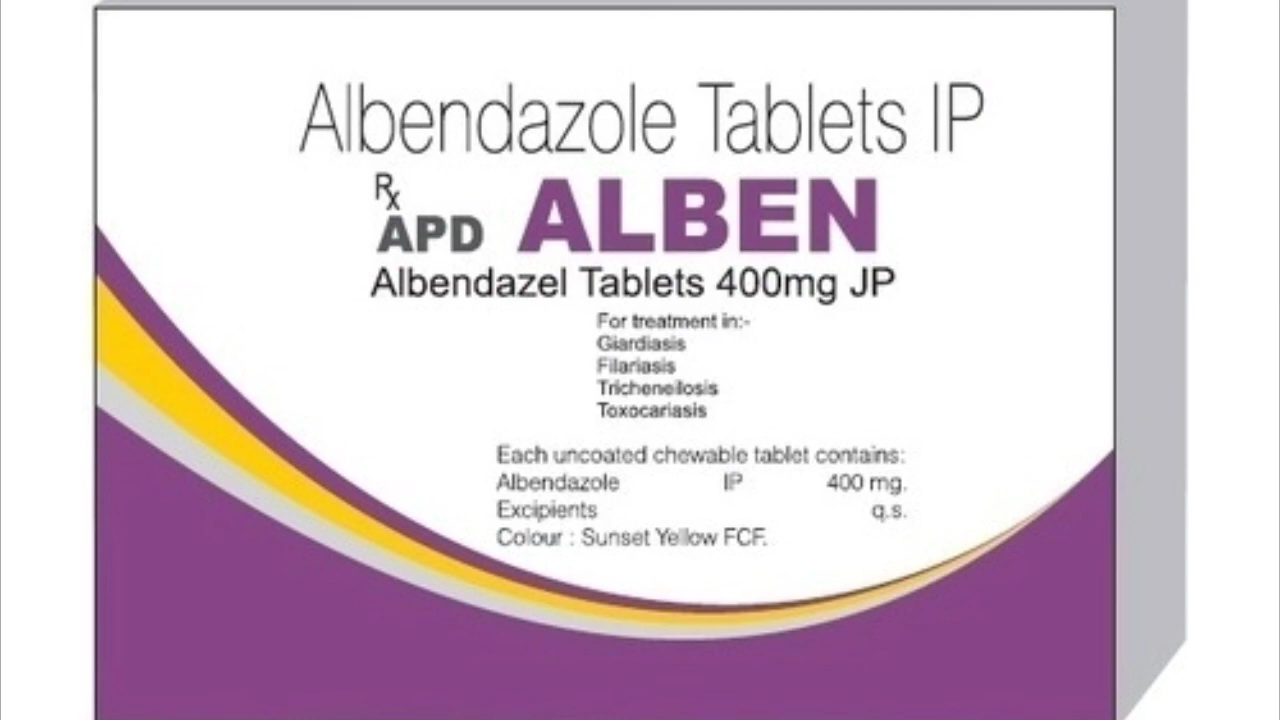 Albendazole Tablets IP
Rx
APD ALBEN
Albendazel Tablets 400mg JP
For treatment in:-
Giardiasis
Filariasis
Tricheneilosis
Toxocariasis
Each uncoated chewable tablet contains:
Albendazole IP 400 mg.
Excipients q.s.
Colour : Sunset Yellow FCF.